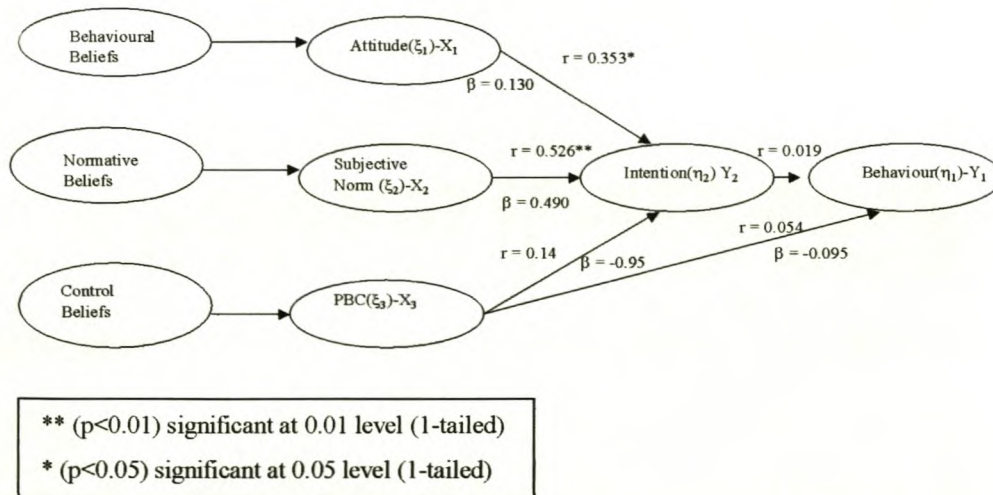 Behavioural
Beliefs
Attitude(ξ₁)-X₁
r = 0.353*
β = 0.130
Normative
Beliefs
Subjective
Norm (ξ₂)-X₂
r = 0.526**
β = 0.490
Intention(η₂) Y₂
r = 0.019
Behaviour(η₁)-Y₁
r = 0.14
β = -0.95
r = 0.054
β = -0.095
Control
Beliefs
PBC(ξ₃)-X₃
** (p<0.01) significant at 0.01 level (1-tailed)
* (p<0.05) significant at 0.05 level (1-tailed)